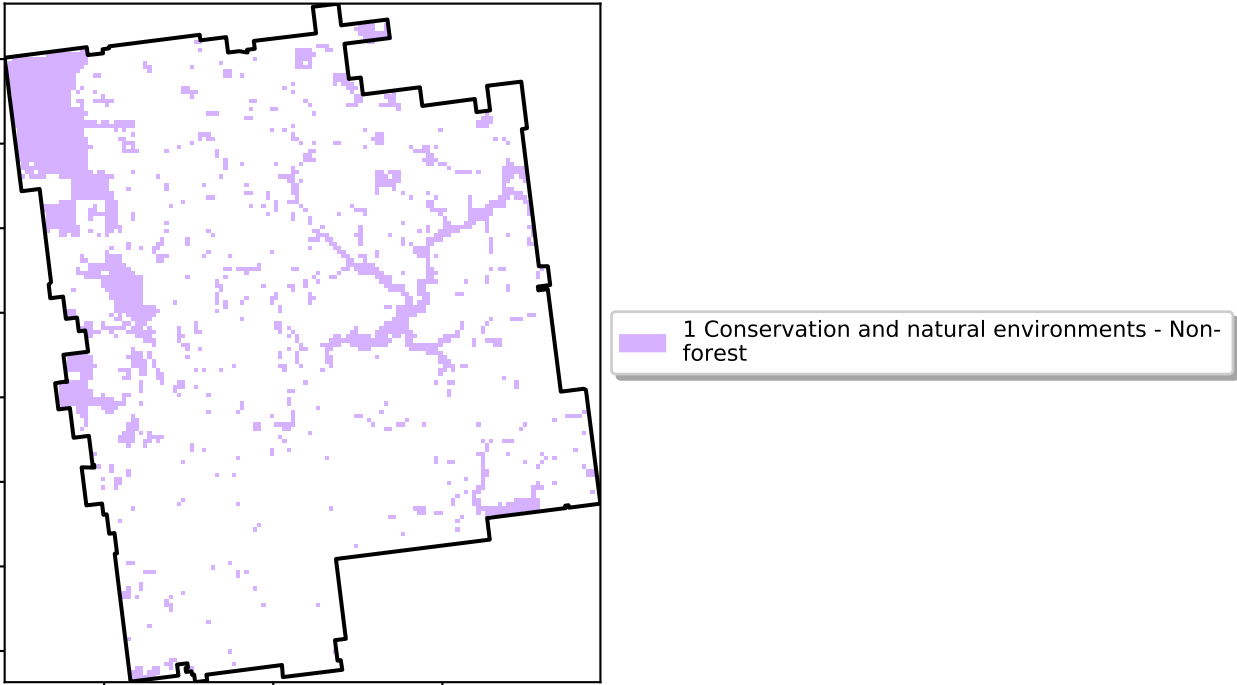 1 Conservation and natural environments - Non-
forest